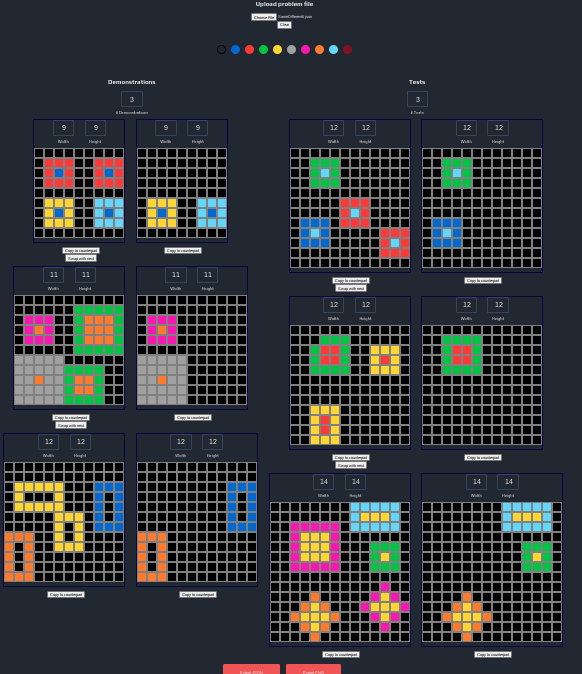 Upload problem file
Choose File
Clear
Demonstrations
3
# Demonstrations
9 9
Width Height
9 9
Width Height
Copy to counterpart
Swap with next
Copy to counterpart
11 11
Width Height
11 11
Width Height
Copy to counterpart
Swap with next
Copy to counterpart
12 12
Width Height
12 12
Width Height
Copy to counterpart
Copy to counterpart
Tests
3
# Tests
12 12
Width Height
12 12
Width Height
Copy to counterpart
Swap with next
Copy to counterpart
12 12
Width Height
12 12
Width Height
Copy to counterpart
Swap with next
Copy to counterpart
14 14
Width Height
14 14
Width Height
Copy to counterpart
Copy to counterpart